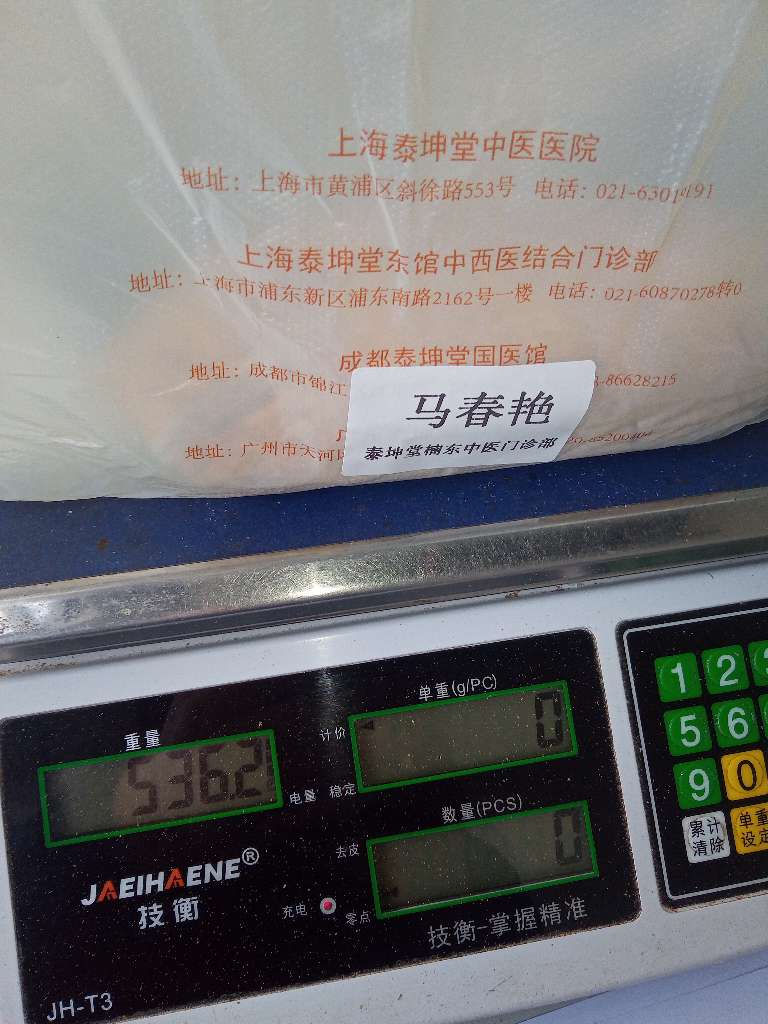 上海泰坤堂中医医院
地址：上海市黄浦区斜徐路553号 电话：021-63019191
上海泰坤堂东馆中西医结合门诊部
地址：上海市浦东新区浦东南路2162号一楼 电话：021-60870278转0
成都泰坤堂国医馆
地址：成都市锦江 -86628215
马春艳
泰坤堂楠东中医门诊部
地址：广州市天河
重量
计价
单重(g/PC)
536.2
0
电量 稳定
数量(PCS)
去皮
0
JAEIHAENE®
技衡
充电
零点
技衡-掌握精准
JH-T3
1 2 3
5 6
9 0
累计清除
单重设定